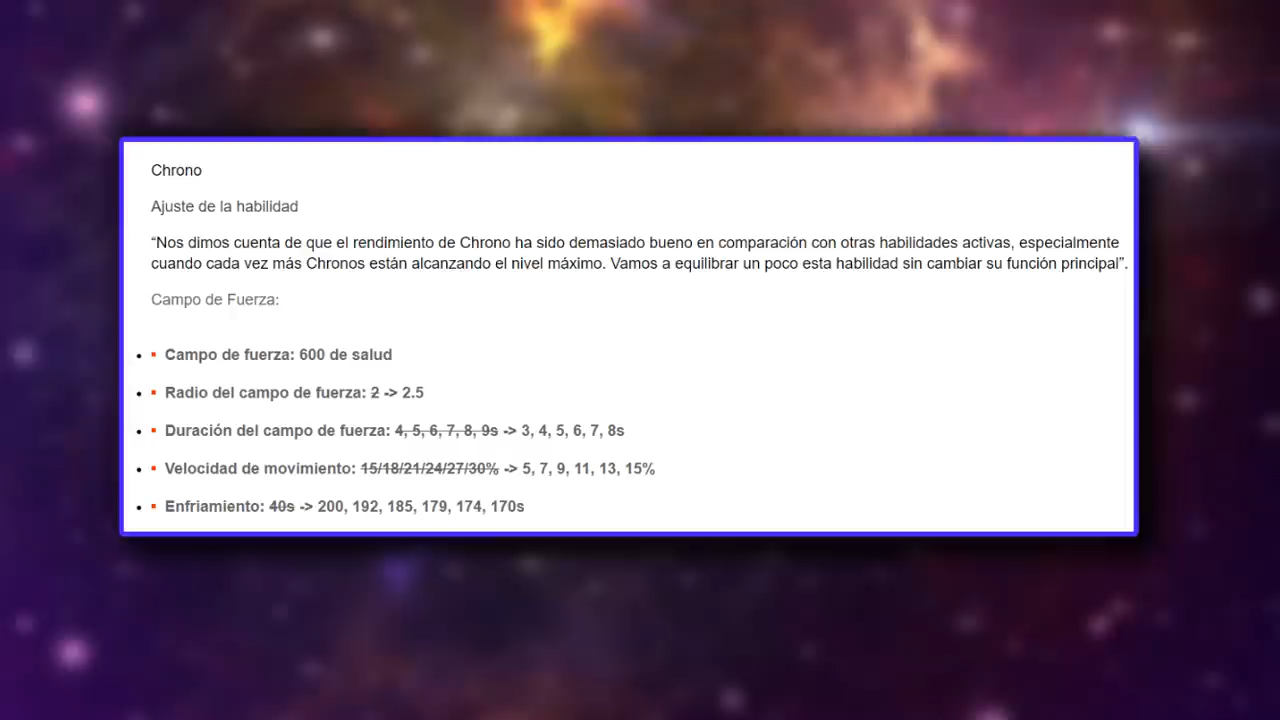 Chrono
Ajuste de la habilidad
“Nos dimos cuenta de que el rendimiento de Chrono ha sido demasiado bueno en comparación con otras habilidades activas, especialmente
cuando cada vez más Chronos están alcanzando el nivel máximo. Vamos a equilibrar un poco esta habilidad sin cambiar su función principal”.
Campo de Fuerza:
Campo de fuerza: 600 de salud
Radio del campo de fuerza: 2 -> 2.5
Duración del campo de fuerza: 4, 5, 6, 7, 8, 9s -> 3, 4, 5, 6, 7, 8s
Velocidad de movimiento: 15/18/21/24/27/30% -> 5, 7, 9, 11, 13, 15%
Enfriamiento: 40s -> 200, 192, 185, 179, 174, 170s